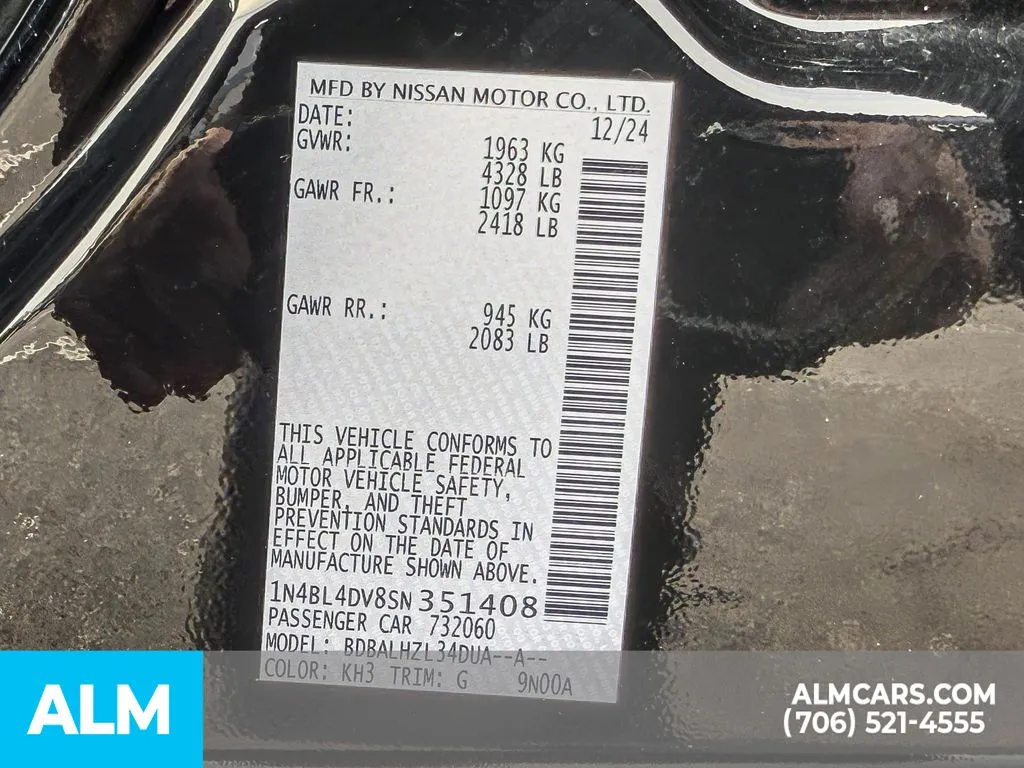 MFD BY NISSAN MOTOR CO., LTD.
DATE: 12/24
GVWR: 1963 KG
4328 LB
GAWR FR.: 1097 KG
2418 LB
GAWR RR.: 945 KG
2083 LB
THIS VEHICLE CONFORMS TO
ALL APPLICABLE FEDERAL
MOTOR VEHICLE SAFETY,
BUMPER, AND THEFT
PREVENTION STANDARDS IN
EFFECT ON THE DATE OF
MANUFACTURE SHOWN ABOVE.
1N4BL4DV8SN351408
PASSENGER CAR 732060
MODEL: BDBALHZL34DUA--A--
COLOR: KH3 TRIM: G 9N00A
ALM
ALMCARS.COM
(706) 521-4555